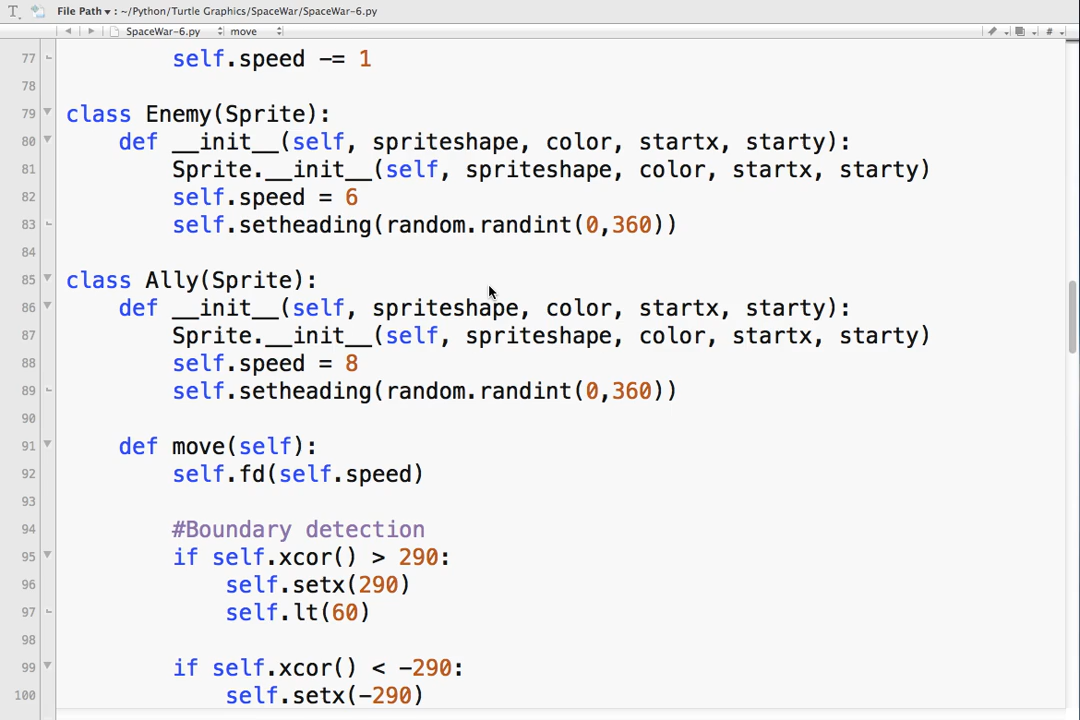 File Path ▾ : ~/Python/Turtle Graphics/SpaceWar/SpaceWar-6.py
SpaceWar-6.py move
77 self.speed -= 1
78
79 class Enemy(Sprite):
80 def __init__(self, spriteshape, color, startx, starty):
81 Sprite.__init__(self, spriteshape, color, startx, starty)
82 self.speed = 6
83 self.setheading(random.randint(0,360))
84
85 class Ally(Sprite):
86 def __init__(self, spriteshape, color, startx, starty):
87 Sprite.__init__(self, spriteshape, color, startx, starty)
88 self.speed = 8
89 self.setheading(random.randint(0,360))
90
91 def move(self):
92 self.fd(self.speed)
93
94 #Boundary detection
95 if self.xcor() > 290:
96 self.setx(290)
97 self.lt(60)
98
99 if self.xcor() < -290:
100 self.setx(-290)